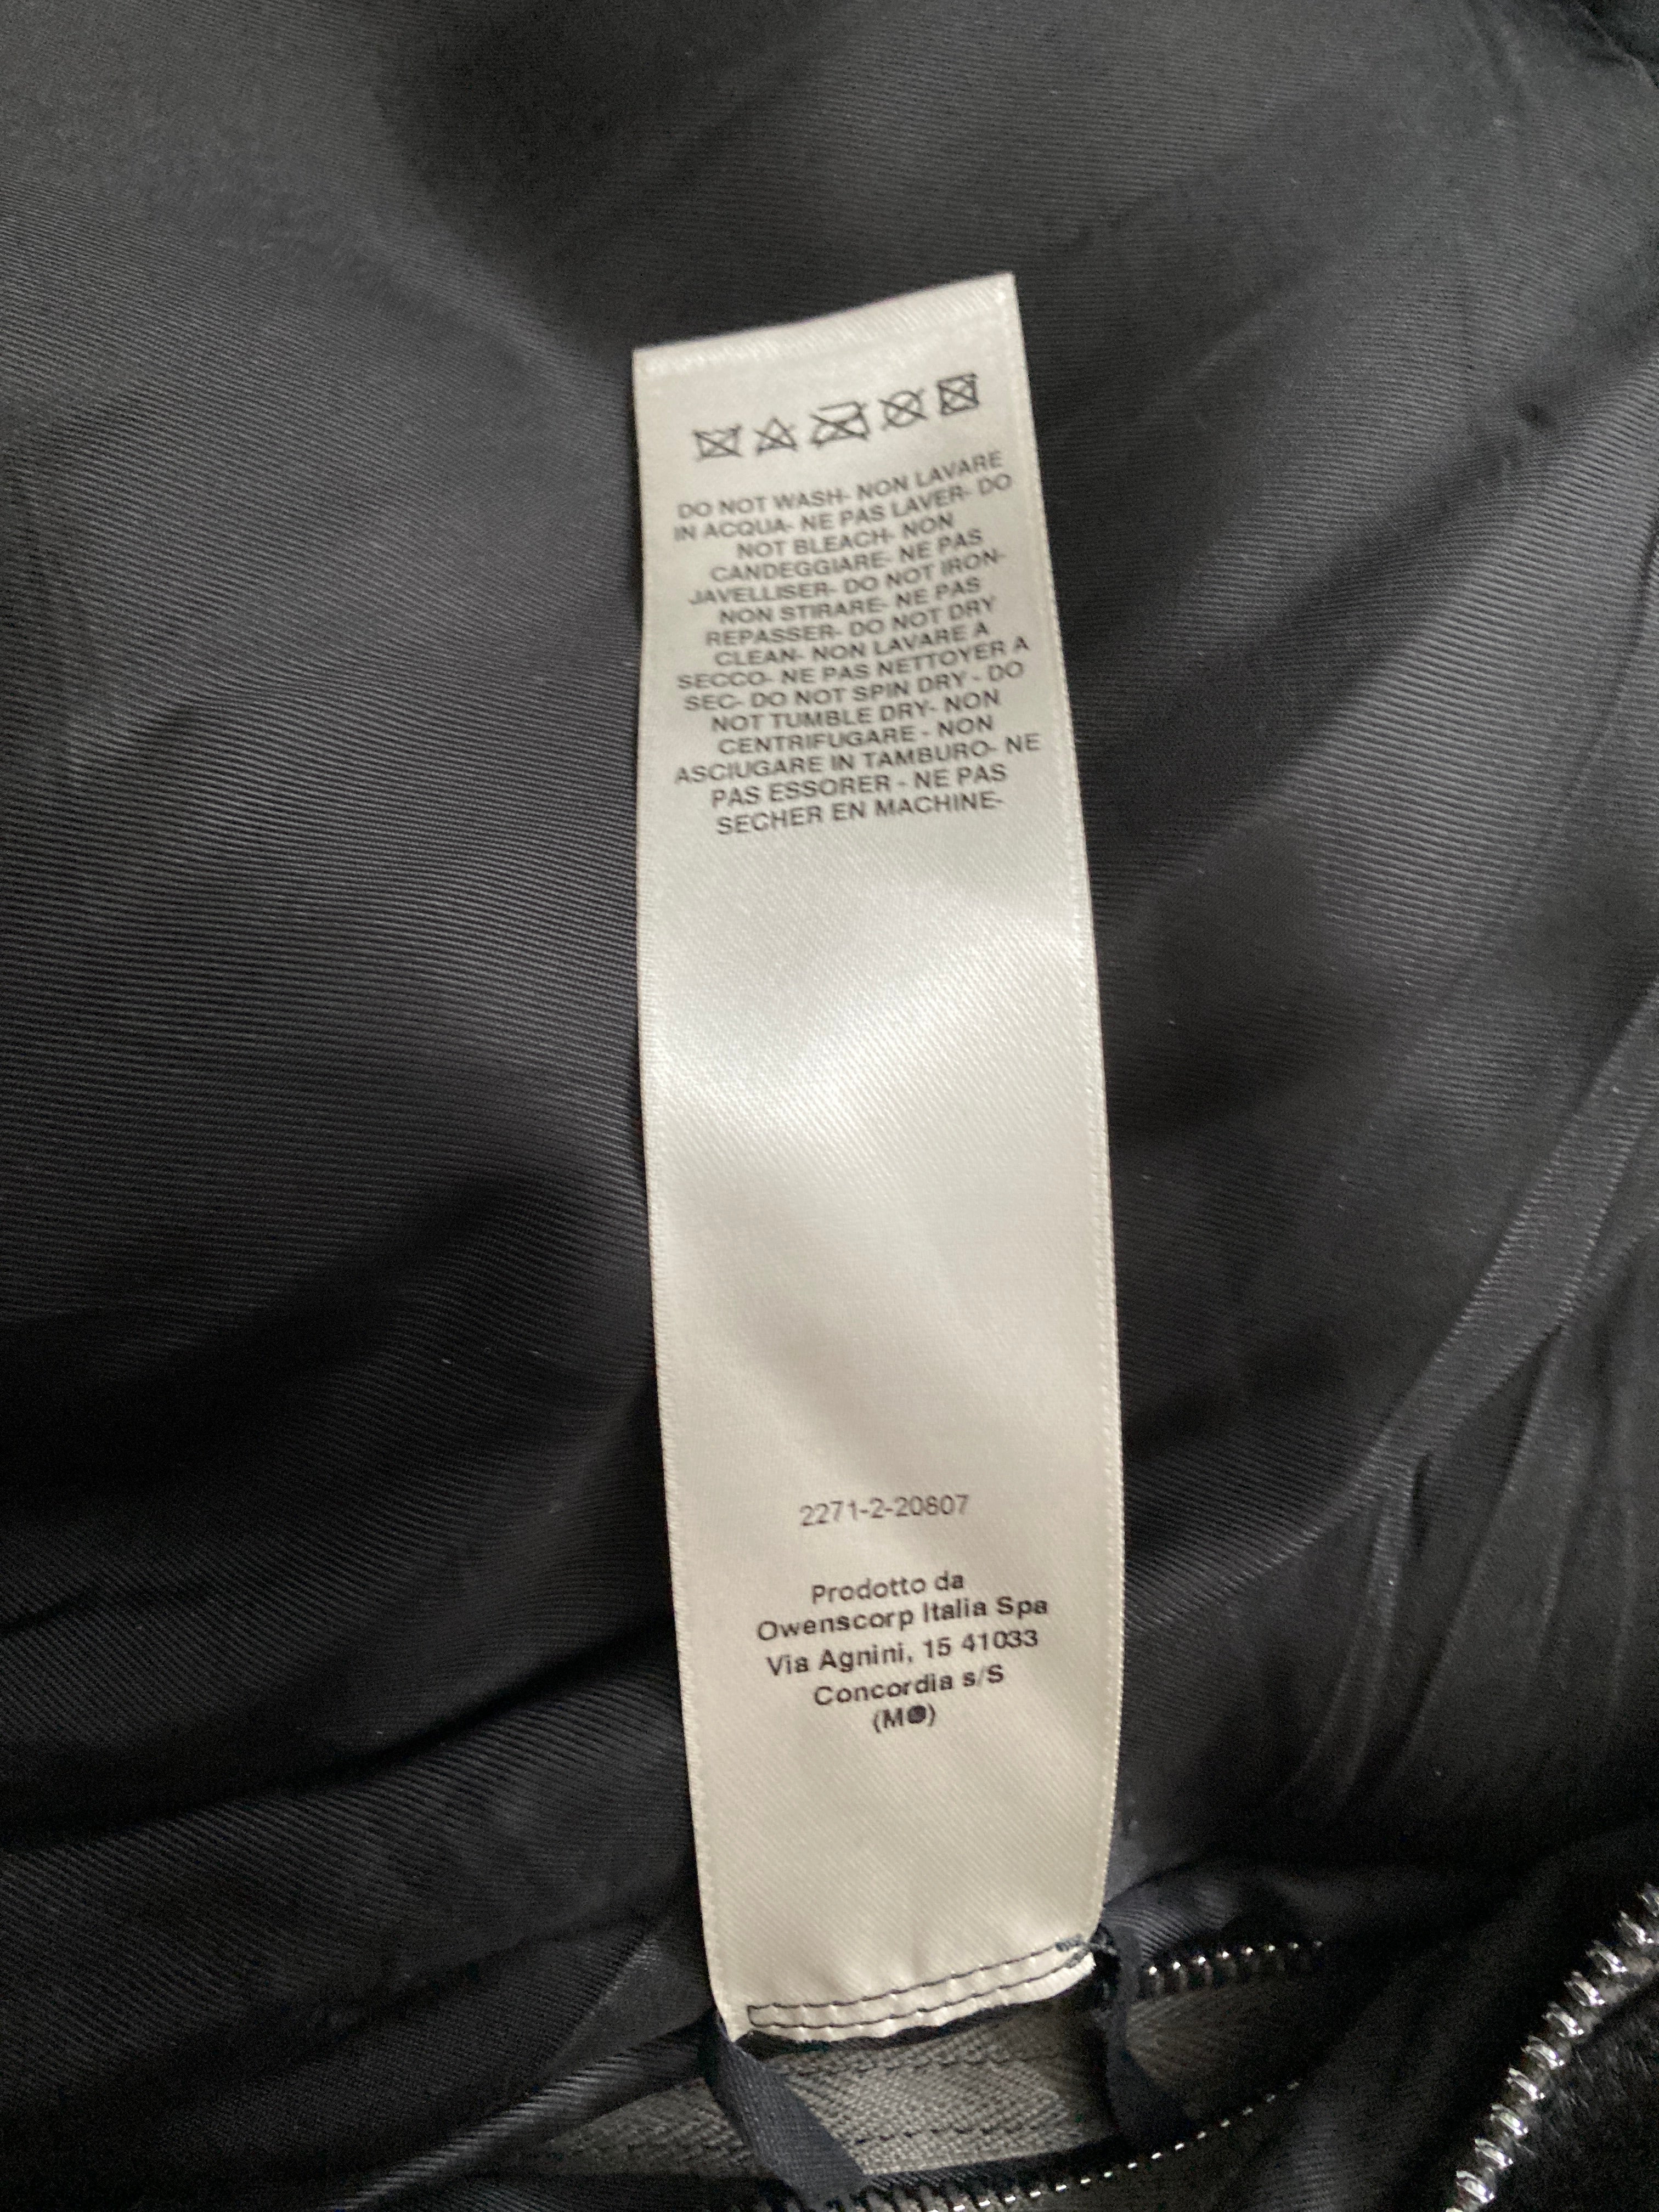 DO NOT WASH- NON LAVARE
IN ACQUA- NE PAS LAVER- DO
NOT BLEACH- NON
CANDEGGIARE- NE PAS
JAVELLISER- DO NOT IRON-
NON STIRARE- NE PAS
REPASSER- DO NOT DRY
CLEAN- NON LAVARE A
SECCO- NE PAS NETTOYER A
SEC- DO NOT SPIN DRY - DO
NOT TUMBLE DRY- NON
CENTRIFUGARE - NON
ASCIUGARE IN TAMBURO- NE
PAS ESSORER - NE PAS
SECHER EN MACHINE-
2271-2-20807
Prodotto da
Owenscorp Italia Spa
Via Agnini, 15 41033
Concordia s/S